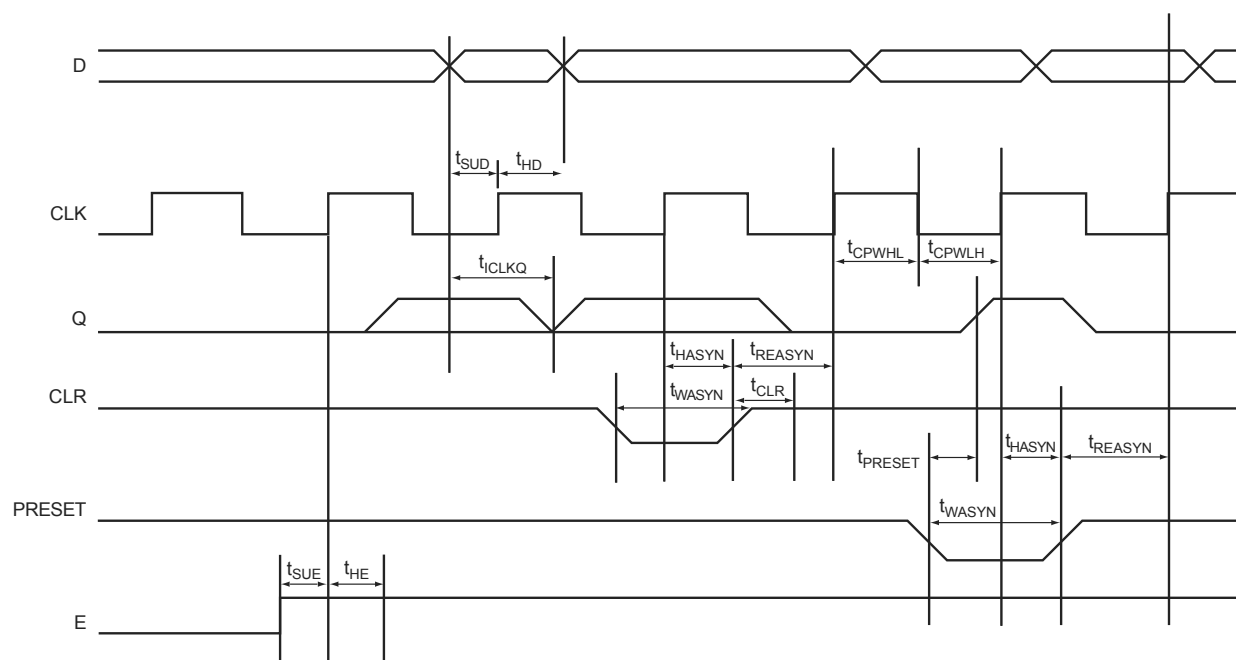 D
tSUD tHD
CLK
tCPWHL tCPWLH
tICLKQ
Q
tHASYN tREASYN
CLR
tWASYN tCLR
tPRESET tHASYN tREASYN
PRESET
tWASYN
tSUE tHE
E